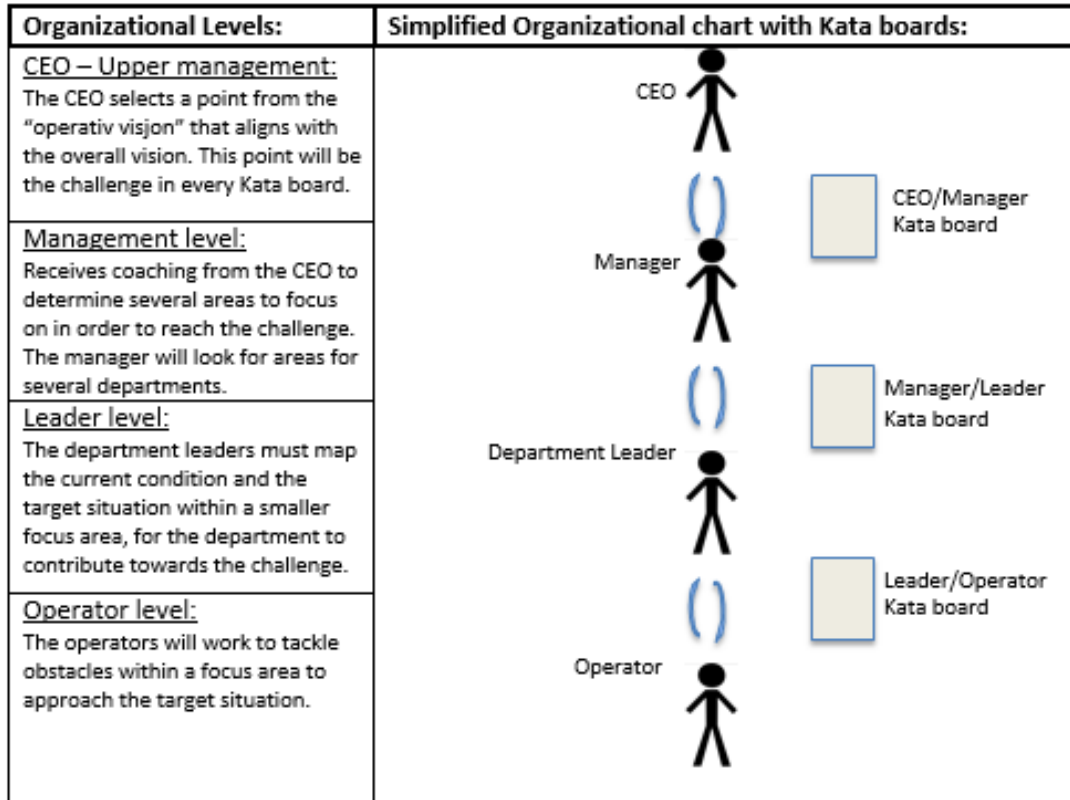 Organizational Levels:
Simplified Organizational chart with Kata boards:
CEO – Upper management:
The CEO selects a point from the
“operativ visjon” that aligns with
the overall vision. This point will be
the challenge in every Kata board.
Management level:
Receives coaching from the CEO to
determine several areas to focus
on in order to reach the challenge.
The manager will look for areas for
several departments.
Leader level:
The department leaders must map
the current condition and the
target situation within a smaller
focus area, for the department to
contribute towards the challenge.
Operator level:
The operators will work to tackle
obstacles within a focus area to
approach the target situation.
CEO
CEO/Manager
Kata board
Manager
Manager/Leader
Kata board
Department Leader
Leader/Operator
Kata board
Operator